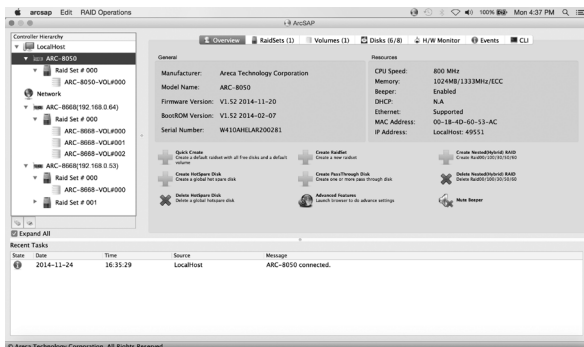 arcsap Edit RAID Operations 100% Mon 4:37 PM
ArcSAP
Controller Hierarchy
LocalHost
ARC-8050
Raid Set # 000
ARC-8050-VOL#000
Network
ARC-8668(192.168.0.64)
Raid Set # 000
ARC-8668-VOL#000
ARC-8668-VOL#001
ARC-8668-VOL#002
ARC-8668(192.168.0.53)
Raid Set # 000
ARC-8668-VOL#000
Raid Set # 001
Expand All
Overview RaidSets (1) Volumes (1) Disks (6/8) H/W Monitor Events CLI
General
Manufacturer: Areca Technology Corporation
Model Name: ARC-8050
Firmware Version: V1.52 2014-11-20
BootROM Version: V1.52 2014-02-07
Serial Number: W410AHELAR200281
Resources
CPU Speed: 800 MHz
Memory: 1024MB/1333MHz/ECC
Beeper: Enabled
DHCP: N.A
Ethernet: Supported
MAC Address: 00-1B-4D-60-53-AC
IP Address: LocalHost: 49551
Quick Create
Create a default raidset with all free disks and a default
volume
Create RaidSet
Create a new raidset
Create Nested(Hybrid) RAID
Create Raid00/100/30/50/60
Create HotSpare Disk
Create a global hot spare disk
Create PassThrough Disk
Create one or more pass through disk
Delete Nested(Hybrid) RAID
Delete Raid00/100/30/50/60
Delete HotSpare Disk
Delete a global hotspare disk
Advanced Features
Launch browser to do advance settings
Mute Beeper
Recent Tasks
State Date Time Source Message
2014-11-24 16:35:29 LocalHost ARC-8050 connected.
© Areca Technology Corporation. All Rights Reserved.